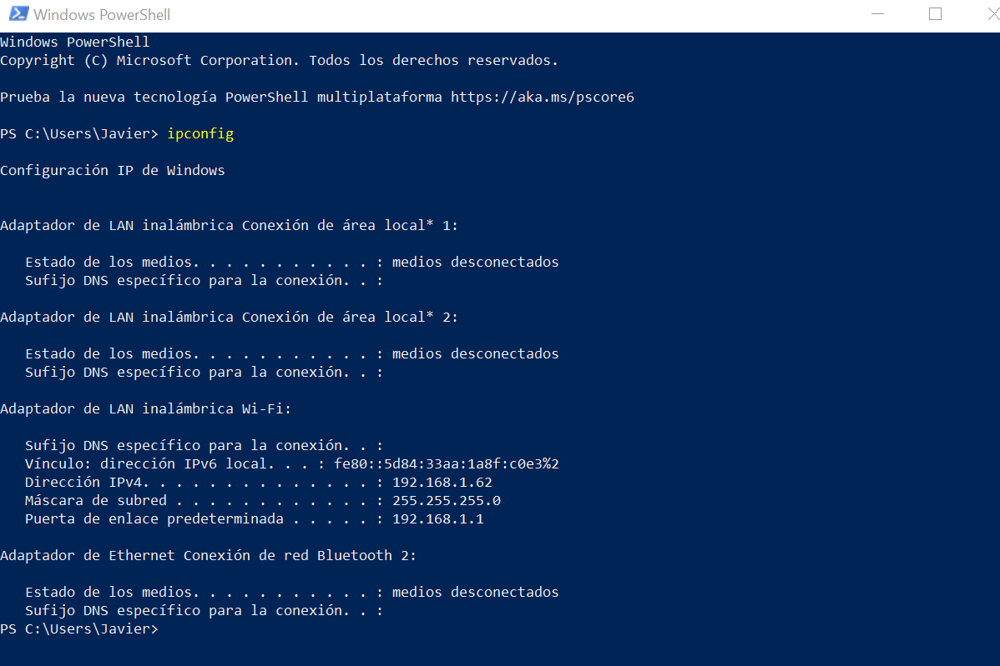 Windows PowerShell
Windows PowerShell
Copyright (C) Microsoft Corporation. Todos los derechos reservados.
Prueba la nueva tecnología PowerShell multiplataforma https://aka.ms/pscore6
PS C:\Users\Javier> ipconfig
Configuración IP de Windows
Adaptador de LAN inalámbrica Conexión de área local* 1:
   Estado de los medios. . . . . . . . . . . : medios desconectados
   Sufijo DNS específico para la conexión. . :
Adaptador de LAN inalámbrica Conexión de área local* 2:
   Estado de los medios. . . . . . . . . . . : medios desconectados
   Sufijo DNS específico para la conexión. . :
Adaptador de LAN inalámbrica Wi-Fi:
   Sufijo DNS específico para la conexión. . :
   Vínculo: dirección IPv6 local. . . : fe80::5d84:33aa:1a8f:c0e3%2
   Dirección IPv4. . . . . . . . . . . . . . : 192.168.1.62
   Máscara de subred . . . . . . . . . . . . : 255.255.255.0
   Puerta de enlace predeterminada . . . . . : 192.168.1.1
Adaptador de Ethernet Conexión de red Bluetooth 2:
   Estado de los medios. . . . . . . . . . . : medios desconectados
   Sufijo DNS específico para la conexión. . :
PS C:\Users\Javier>